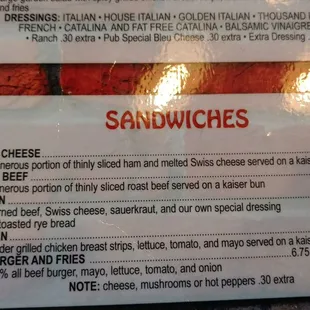 and fries
DRESSINGS: ITALIAN • HOUSE ITALIAN • GOLDEN ITALIAN • THOUSAND
FRENCH • CATALINA AND FAT FREE CATALINA • BALSAMIC VINAIGRE
• Ranch .30 extra • Pub Special Bleu Cheese .30 extra • Extra Dressing
SANDWICHES
CHEESE
nerous portion of thinly sliced ham and melted Swiss cheese served on a kais
BEEF
nerous portion of thinly sliced roast beef served on a kaiser bun
N
ned beef, Swiss cheese, sauerkraut, and our own special dressing
toasted rye bread
N
der grilled chicken breast strips, lettuce, tomato, and mayo served on a kais
RGER AND FRIES 6.75
% all beef burger, mayo, lettuce, tomato, and onion
NOTE: cheese, mushrooms or hot peppers .30 extra